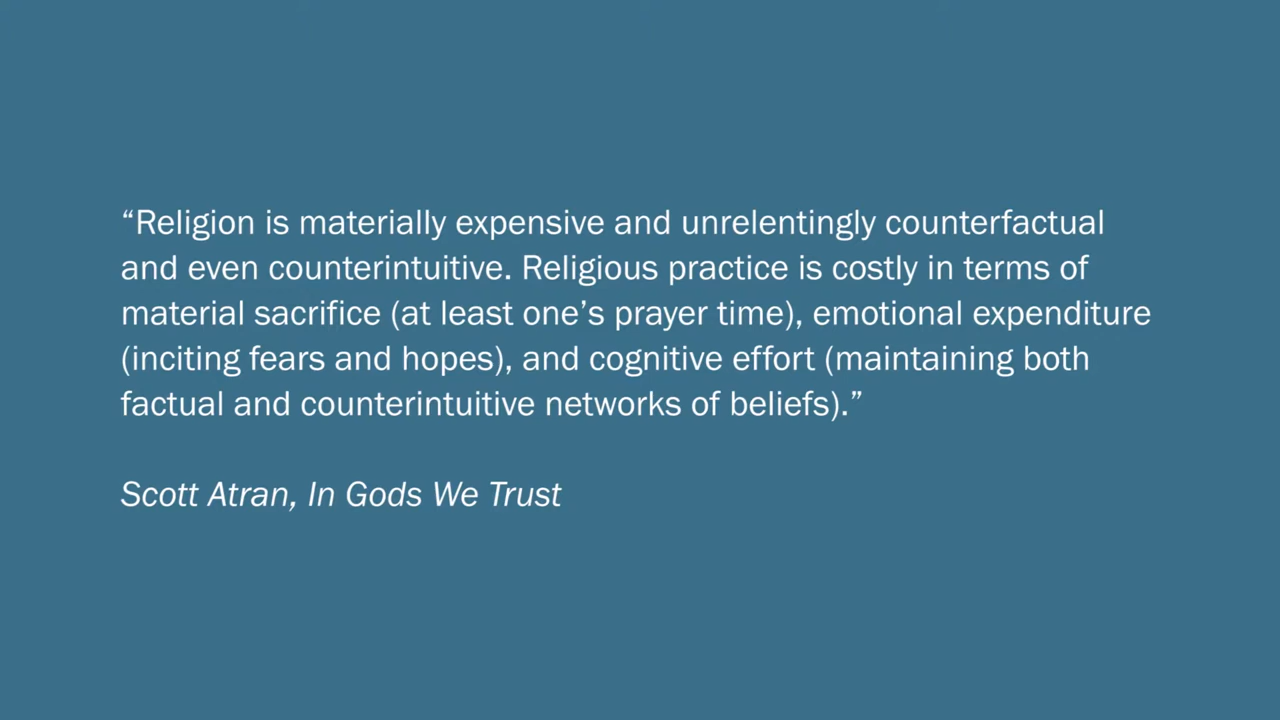 “Religion is materially expensive and unrelentingly counterfactual
and even counterintuitive. Religious practice is costly in terms of
material sacrifice (at least one’s prayer time), emotional expenditure
(inciting fears and hopes), and cognitive effort (maintaining both
factual and counterintuitive networks of beliefs).”
Scott Atran, In Gods We Trust